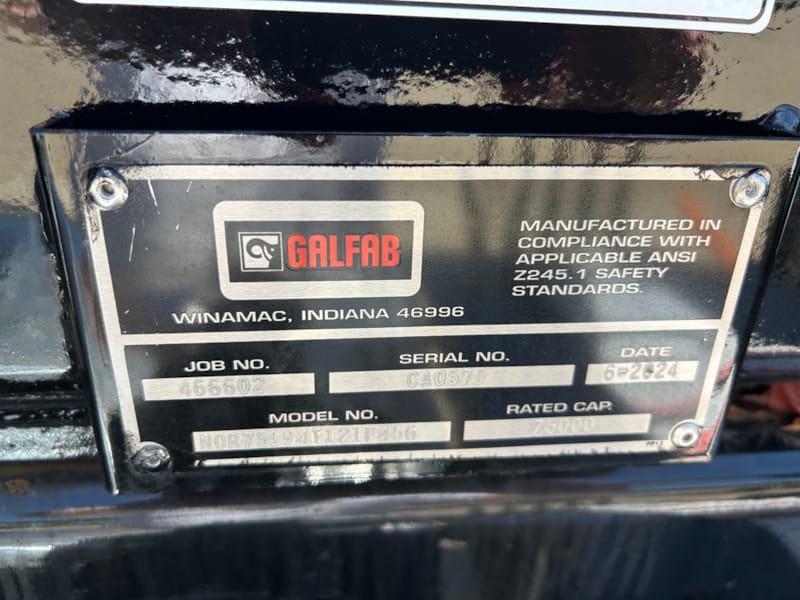 GALFAB
WINAMAC, INDIANA 46996
MANUFACTURED IN
COMPLIANCE WITH
APPLICABLE ANSI
Z245.1 SAFETY
STANDARDS.
JOB NO.
SERIAL NO.
DATE
466602
6-2024
MODEL NO.
RATED CAP.
75000